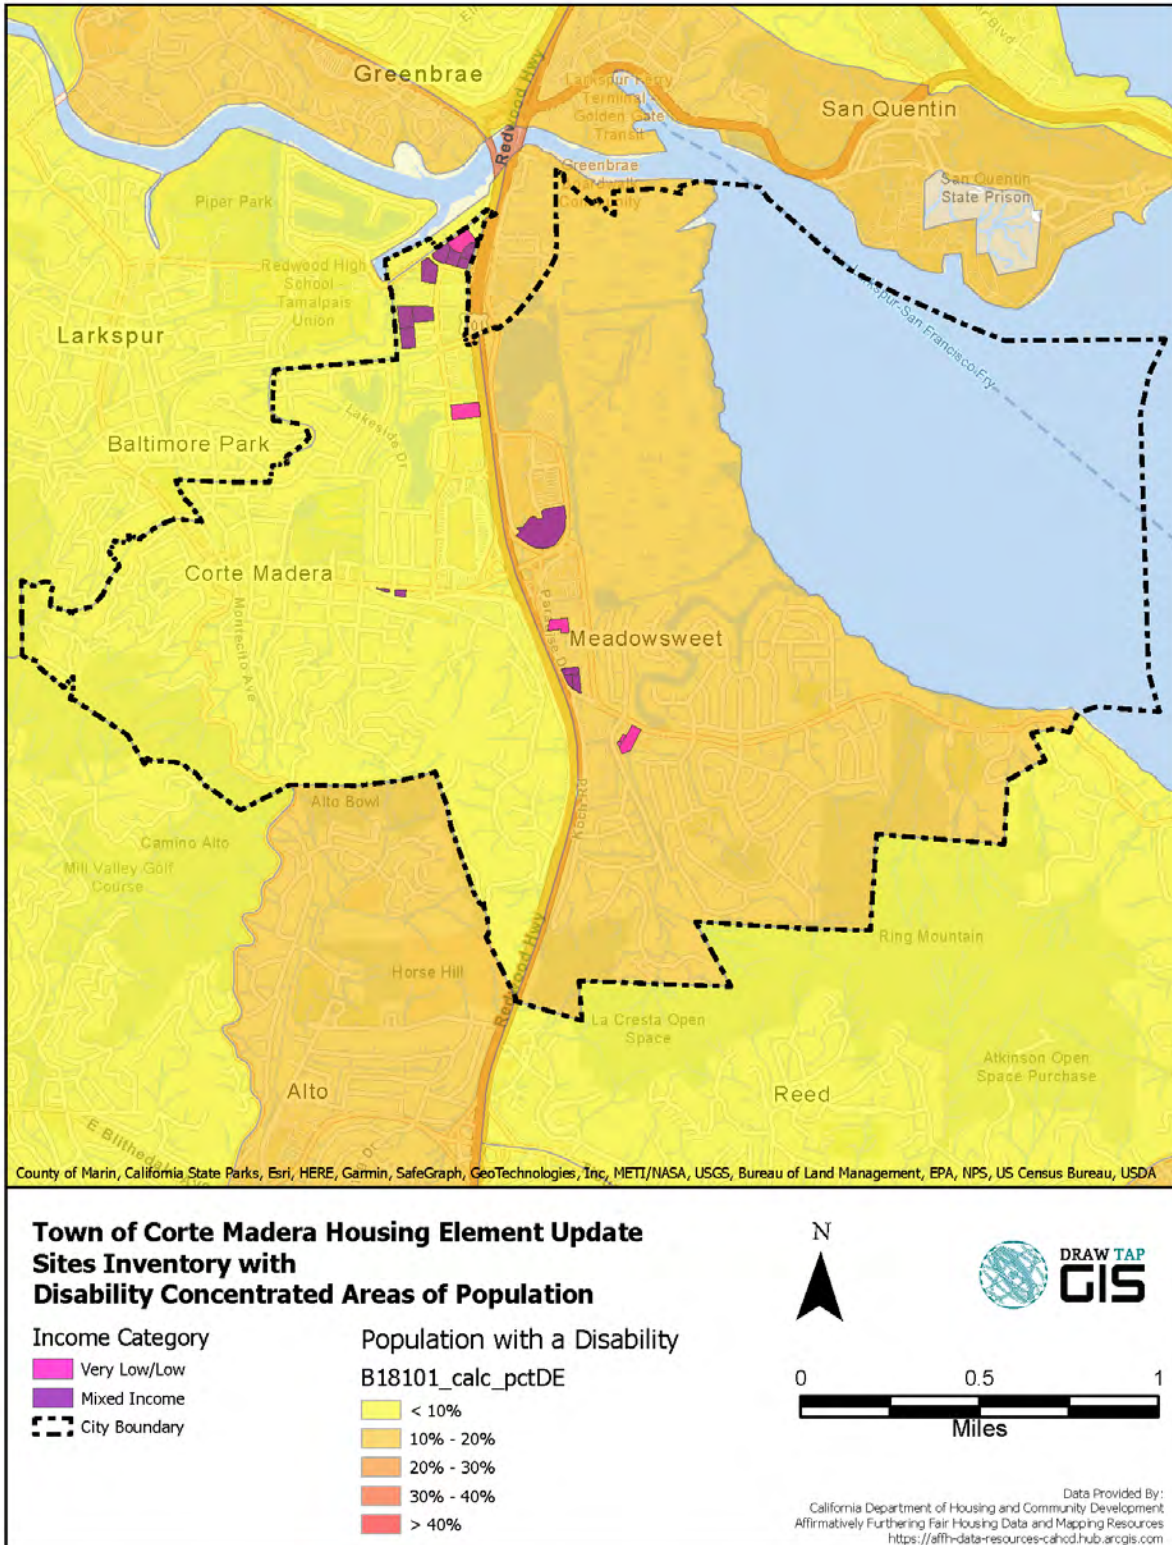 Greenbrae
Redwood Hwy
Larkspur Ferry
Terminal -
Golden Gate
Transit
San Quentin
Greenbrae
Boardwalk
Community
San Quentin
State Prison
Piper Park
Redwood High
School -
Tamalpais
Union
Larkspur
101
Larkspur-San Francisco Fry
Lakeside Dr
Baltimore Park
Corte Madera
Montecito Ave
Paradise Dr
Meadowsweet
Koch Rd
Alto Bowl
Camino Alto
Mill Valley Golf
Course
Horse Hill
Redwood Hwy
Ring Mountain
La Cresta Open
Space
Atkinson Open
Space Purchase
Alto
Reed
E Blithedale Ave
Dr
County of Marin, California State Parks, Esri, HERE, Garmin, SafeGraph, GeoTechnologies, Inc, METI/NASA, USGS, Bureau of Land Management, EPA, NPS, US Census Bureau, USDA
Town of Corte Madera Housing Element Update
Sites Inventory with
Disability Concentrated Areas of Population
Income Category
Very Low/Low
Mixed Income
City Boundary
Population with a Disability
B18101_calc_pctDE
< 10%
10% - 20%
20% - 30%
30% - 40%
> 40%
N
DRAW TAP
GIS
0 0.5 1
Miles
Data Provided By:
California Department of Housing and Community Development
Affirmatively Furthering Fair Housing Data and Mapping Resources
https://affh-data-resources-cahcd.hub.arcgis.com